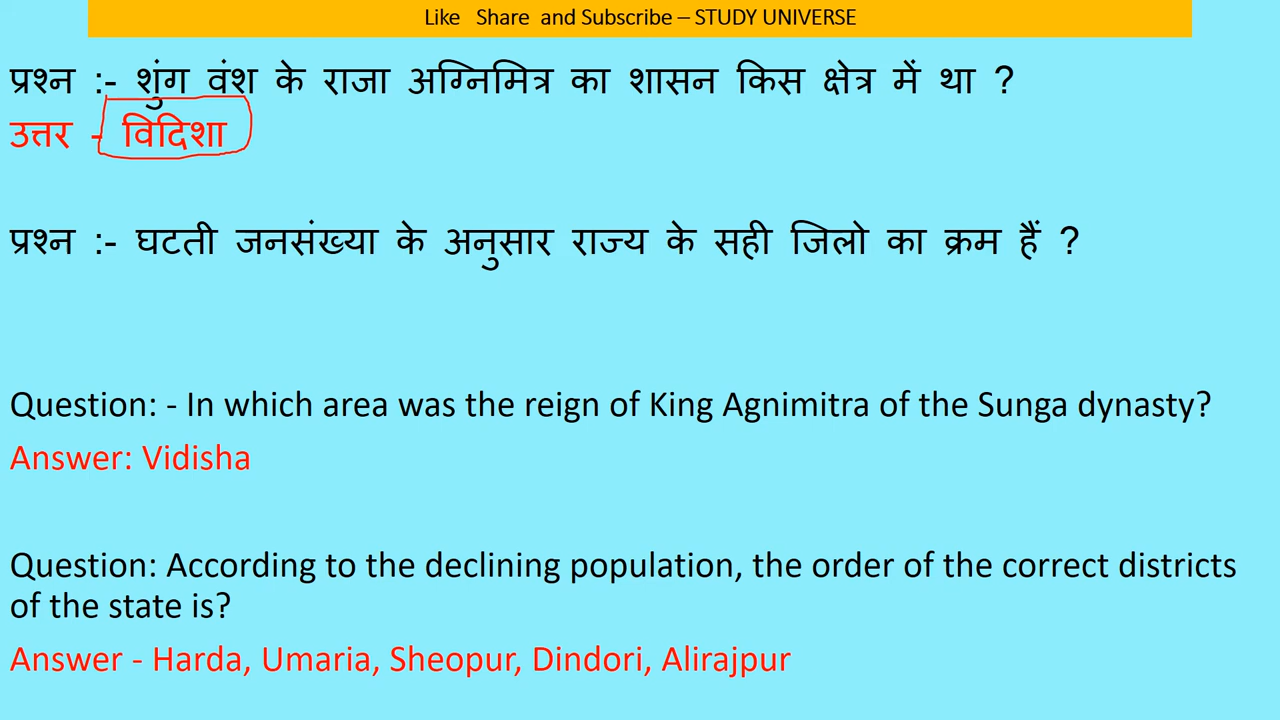 Like Share and Subscribe – STUDY UNIVERSE
प्रश्न :- शुंग वंश के राजा अग्निमित्र का शासन किस क्षेत्र में था ?
उत्तर - विदिशा
प्रश्न :- घटती जनसंख्या के अनुसार राज्य के सही जिलो का क्रम हैं ?
Question: - In which area was the reign of King Agnimitra of the Sunga dynasty?
Answer: Vidisha
Question: According to the declining population, the order of the correct districts
of the state is?
Answer - Harda, Umaria, Sheopur, Dindori, Alirajpur